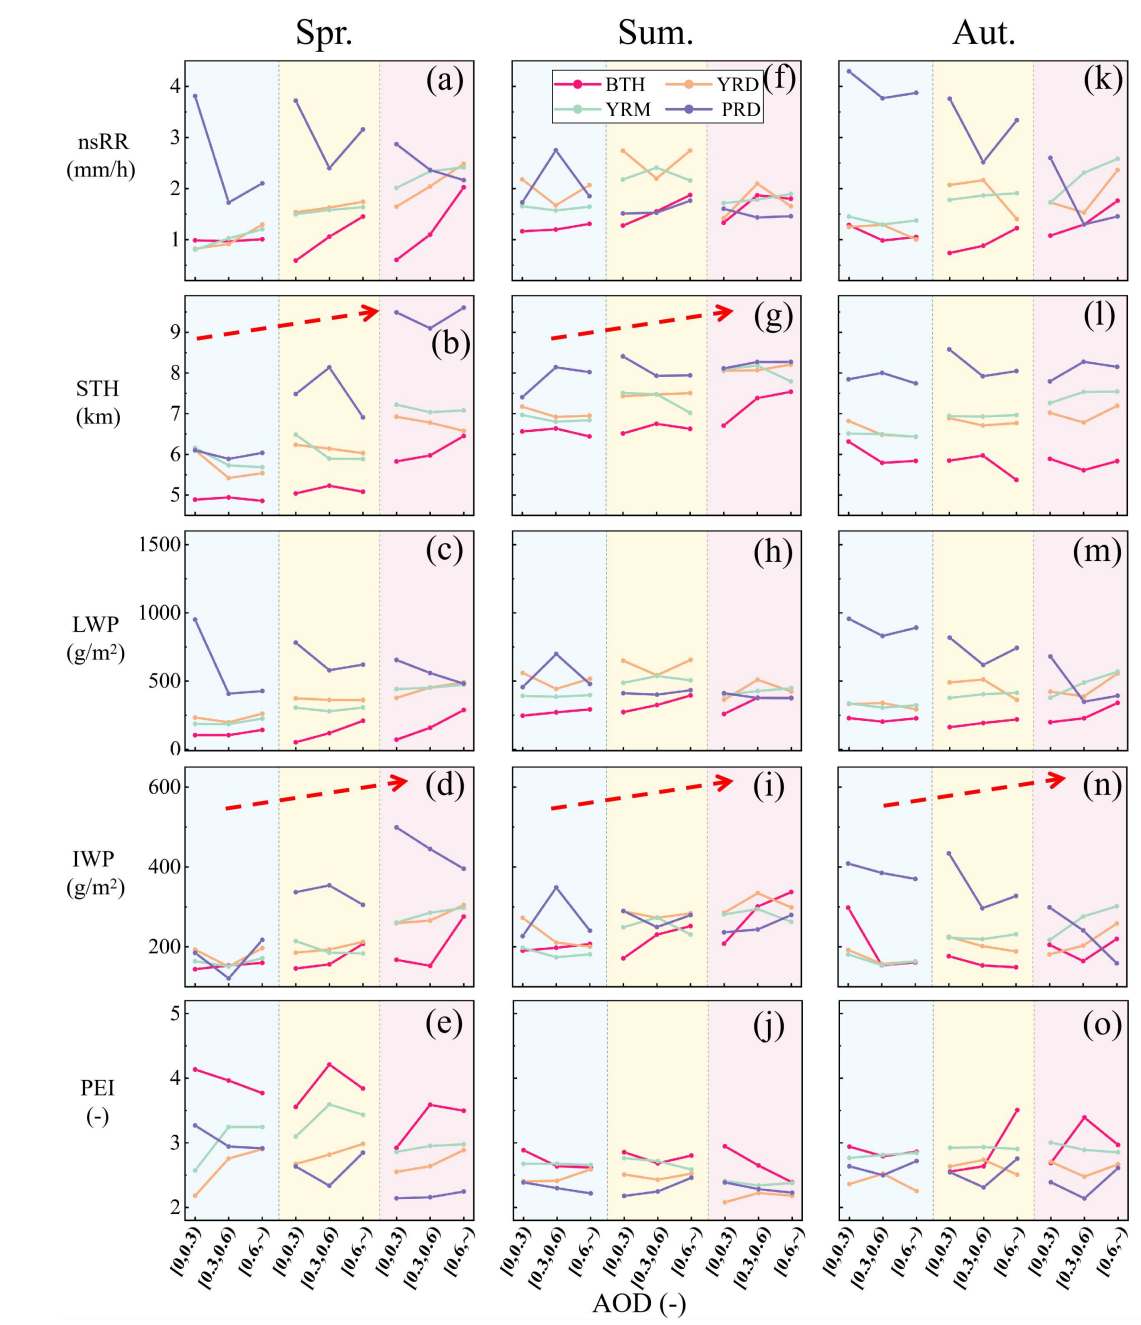 Spr. Sum. Aut.
nsRR
(mm/h)
4
3
2
1
(a)
BTH YRD
YRM PRD
(f)
(k)
STH
(km)
9
8
7
6
5
(b)
(g)
(l)
LWP
(g/m²)
1500
1000
500
0
(c)
(h)
(m)
IWP
(g/m²)
600
400
200
(d)
(i)
(n)
PEI
(-)
5
4
3
2
(e)
(j)
(o)
[0,0.3) [0.3,0.6) [0.6,~) [0,0.3) [0.3,0.6) [0.6,~) [0,0.3) [0.3,0.6) [0.6,~) [0,0.3) [0.3,0.6) [0.6,~) [0,0.3) [0.3,0.6) [0.6,~) [0,0.3) [0.3,0.6) [0.6,~) [0,0.3) [0.3,0.6) [0.6,~) [0,0.3) [0.3,0.6) [0.6,~) [0,0.3) [0.3,0.6) [0.6,~)
AOD (-)